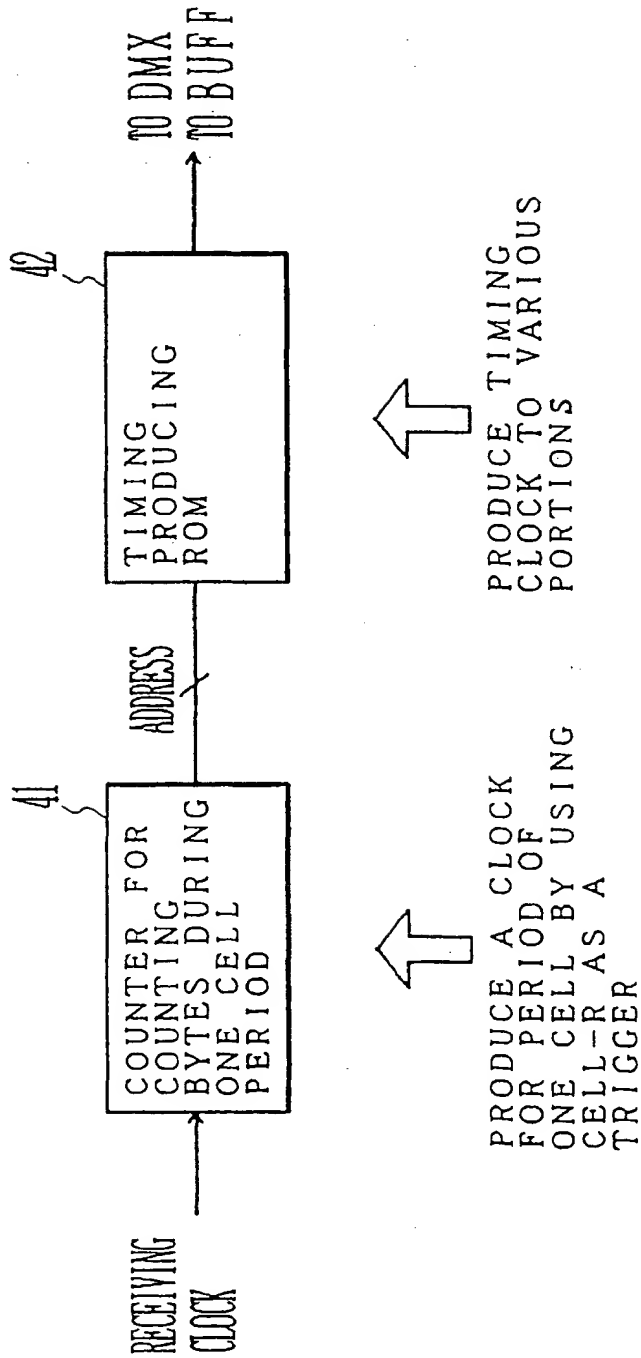 RECEIVING
CLOCK
41
COUNTER FOR
COUNTING
BYTES DURING
ONE CELL
PERIOD
ADDRESS
42
TIMING
PRODUCING
ROM
TO DMX
TO BUFF
PRODUCE A CLOCK
FOR PERIOD OF
ONE CELL BY USING
CELL-R AS A
TRIGGER
PRODUCE TIMING
CLOCK TO VARIOUS
PORTIONS